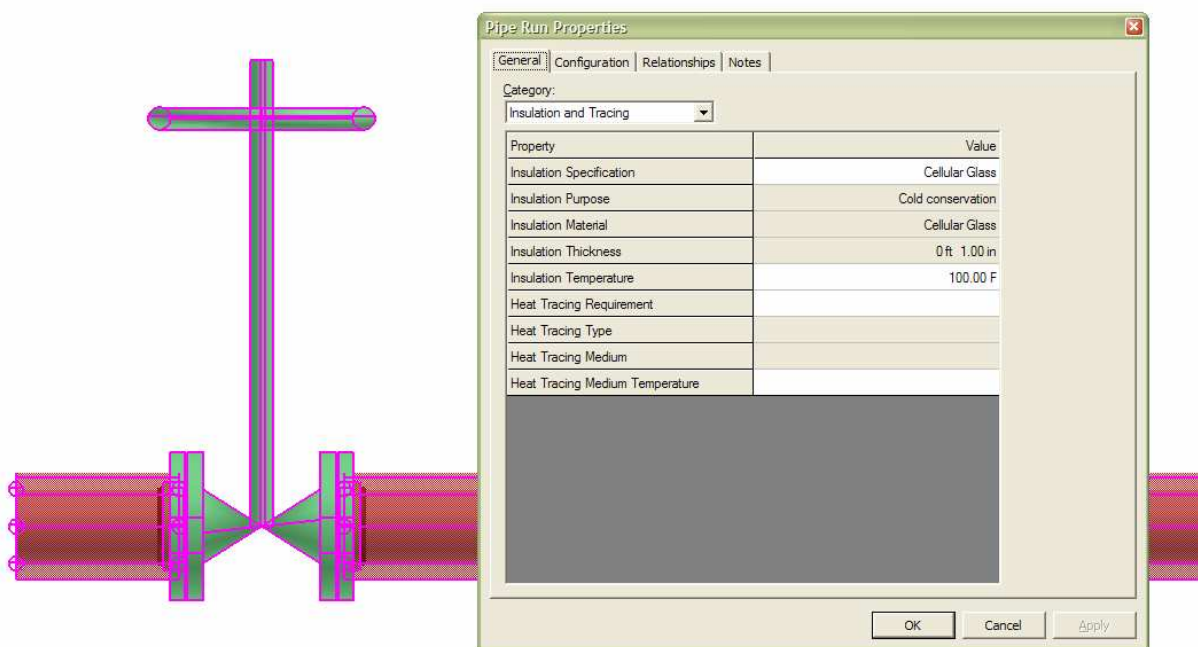 Pipe Run Properties
General Configuration Relationships Notes
Category:
Insulation and Tracing
Property Value
Insulation Specification Cellular Glass
Insulation Purpose Cold conservation
Insulation Material Cellular Glass
Insulation Thickness 0 ft 1.00 in
Insulation Temperature 100.00 F
Heat Tracing Requirement
Heat Tracing Type
Heat Tracing Medium
Heat Tracing Medium Temperature
OK Cancel Apply